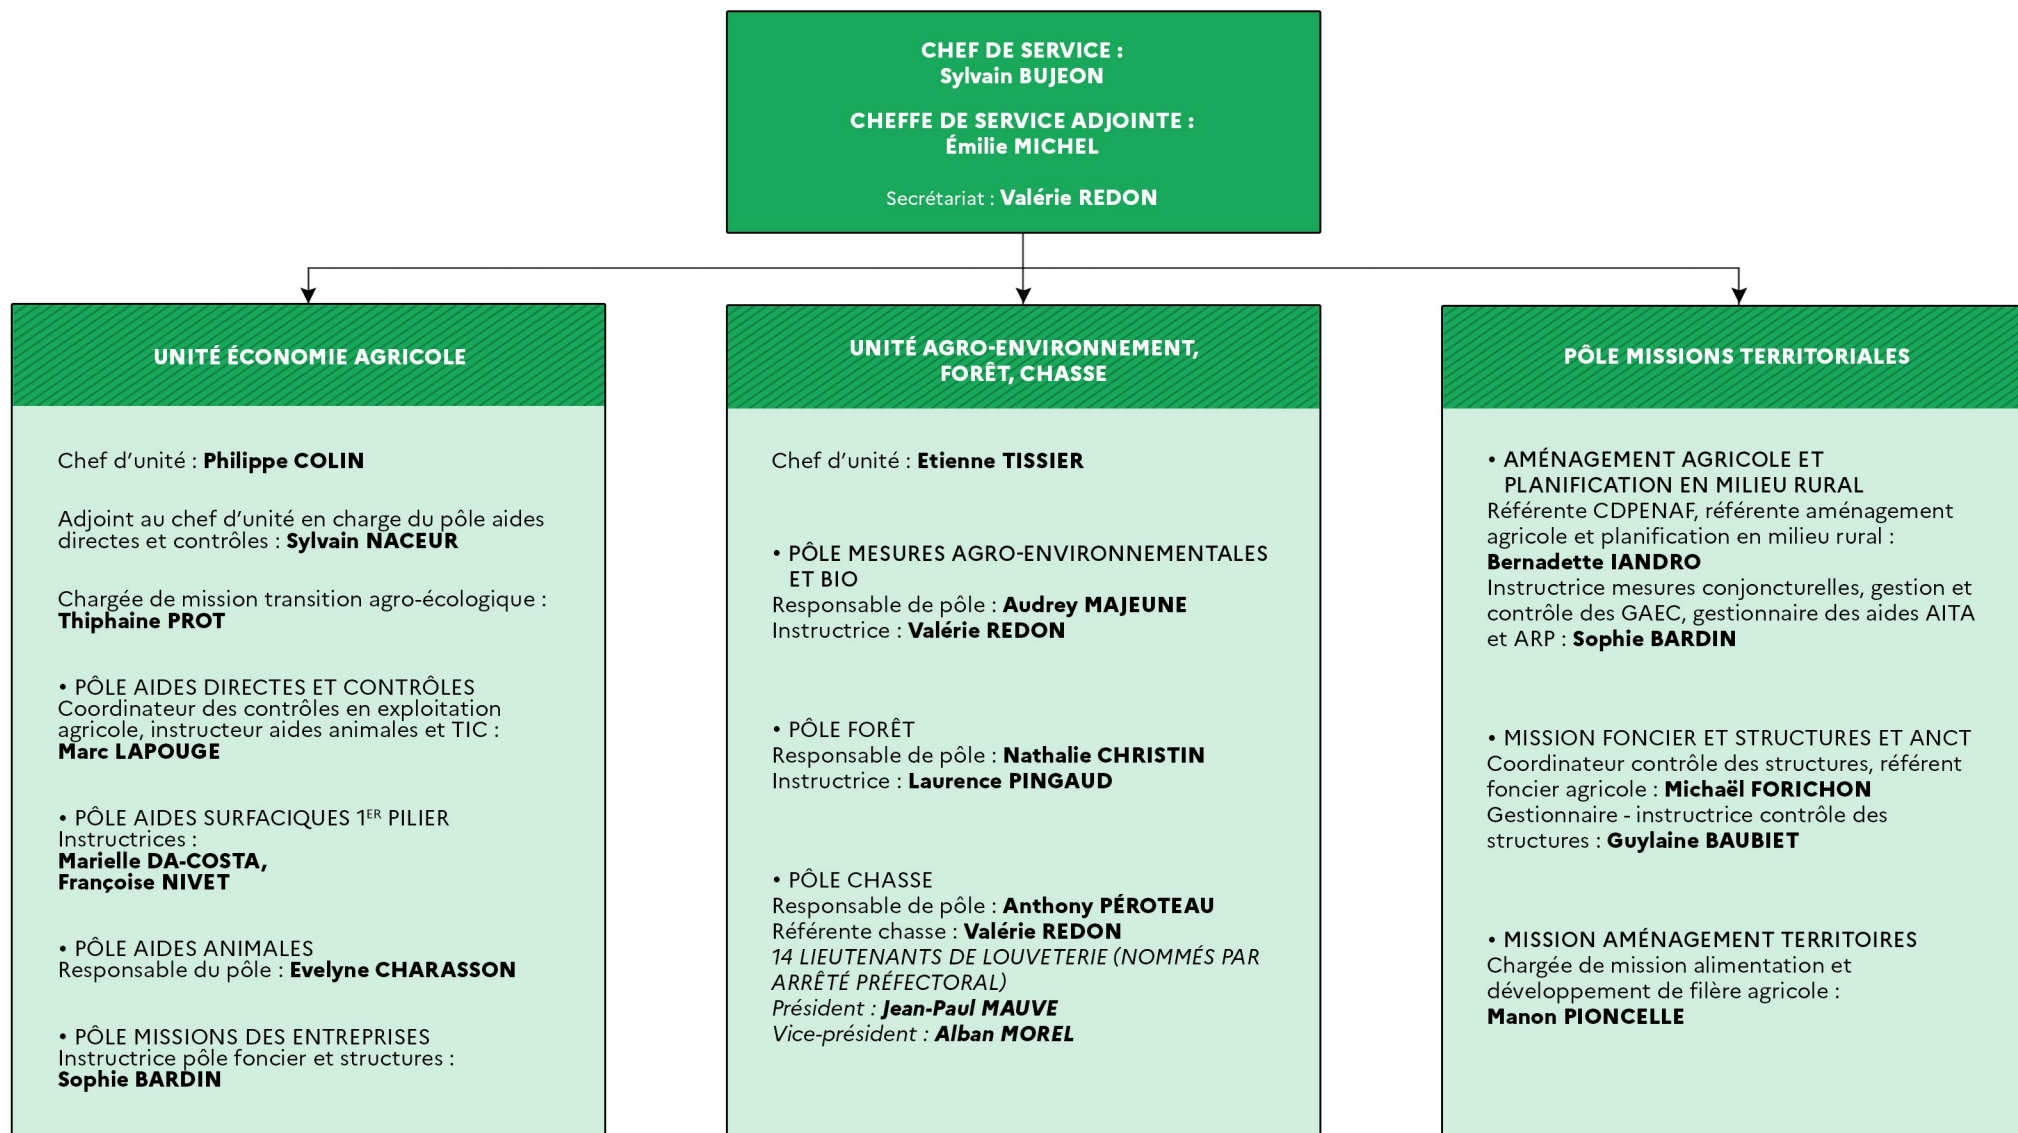 CHEF DE SERVICE :
Sylvain BUJEON
CHEFFE DE SERVICE ADJOINTE :
Émilie MICHEL
Secrétariat : Valérie REDON
UNITÉ ÉCONOMIE AGRICOLE
Chef d’unité : Philippe COLIN
Adjoint au chef d’unité en charge du pôle aides
directes et contrôles : Sylvain NACEUR
Chargée de mission transition agro-écologique :
Thiphaine PROT
• PÔLE AIDES DIRECTES ET CONTRÔLES
Coordinateur des contrôles en exploitation
agricole, instructeur aides animales et TIC :
Marc LAPOUGE
• PÔLE AIDES SURFACIQUES 1ER PILIER
Instructrices :
Marielle DA-COSTA,
Françoise NIVET
• PÔLE AIDES ANIMALES
Responsable du pôle : Evelyne CHARASSON
• PÔLE MISSIONS DES ENTREPRISES
Instructrice pôle foncier et structures :
Sophie BARDIN
UNITÉ AGRO-ENVIRONNEMENT,
FORÊT, CHASSE
Chef d’unité : Etienne TISSIER
• PÔLE MESURES AGRO-ENVIRONNEMENTALES
ET BIO
Responsable de pôle : Audrey MAJEUNE
Instructrice : Valérie REDON
• PÔLE FORÊT
Responsable de pôle : Nathalie CHRISTIN
Instructrice : Laurence PINGAUD
• PÔLE CHASSE
Responsable de pôle : Anthony PÉROTEAU
Référente chasse : Valérie REDON
14 LIEUTENANTS DE LOUVETERIE (NOMMÉS PAR
ARRÊTÉ PRÉFECTORAL)
Président : Jean-Paul MAUVE
Vice-président : Alban MOREL
PÔLE MISSIONS TERRITORIALES
• AMÉNAGEMENT AGRICOLE ET
PLANIFICATION EN MILIEU RURAL
Référente CDPENAF, référente aménagement
agricole et planification en milieu rural :
Bernadette IANDRO
Instructrice mesures conjoncturelles, gestion et
contrôle des GAEC, gestionnaire des aides AITA
et ARP : Sophie BARDIN
• MISSION FONCIER ET STRUCTURES ET ANCT
Coordinateur contrôle des structures, référent
foncier agricole : Michaël FORICHON
Gestionnaire - instructrice contrôle des
structures : Guylaine BAUBIET
• MISSION AMÉNAGEMENT TERRITOIRES
Chargée de mission alimentation et
développement de filère agricole :
Manon PIONCELLE